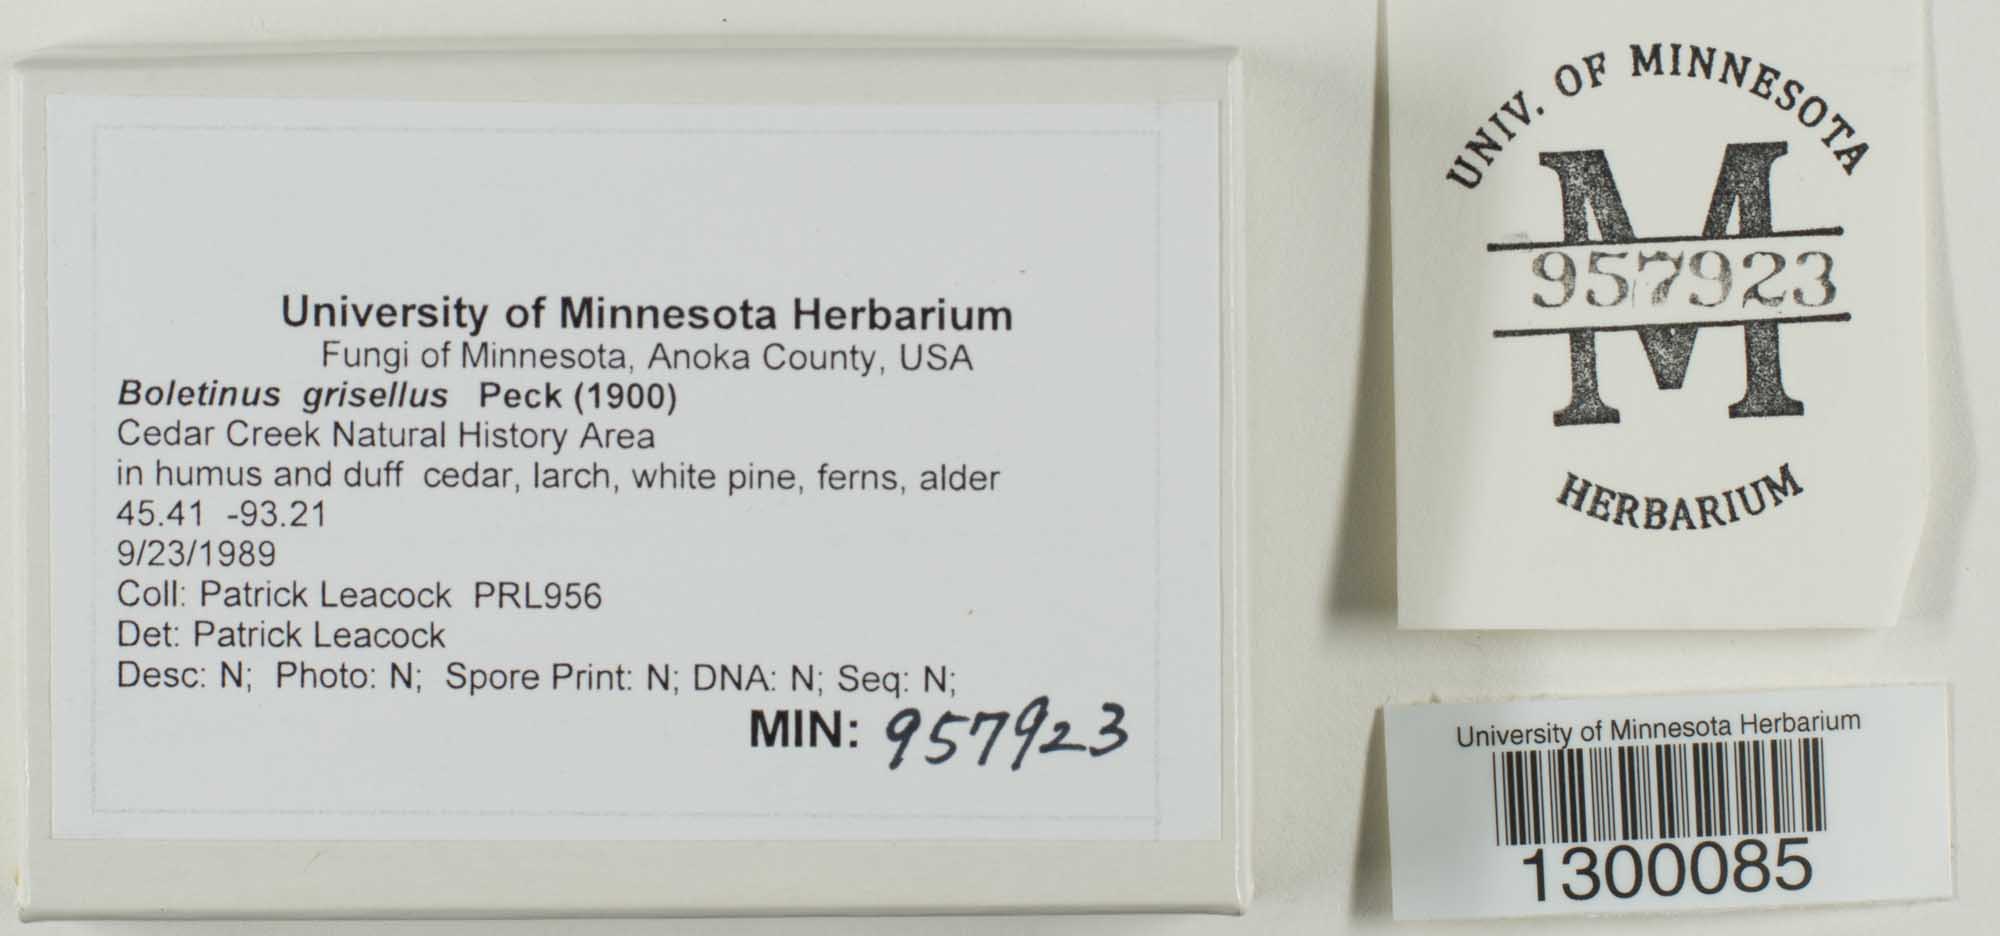 University of Minnesota Herbarium
Fungi of Minnesota, Anoka County, USA
Boletinus grisellus Peck (1900)
Cedar Creek Natural History Area
in humus and duff cedar, larch, white pine, ferns, alder
45.41 -93.21
9/23/1989
Coll: Patrick Leacock PRL956
Det: Patrick Leacock
Desc: N; Photo: N; Spore Print: N; DNA: N; Seq: N;
MIN: 957923
UNIV. OF MINNESOTA
M
957923
HERBARIUM
University of Minnesota Herbarium
1300085